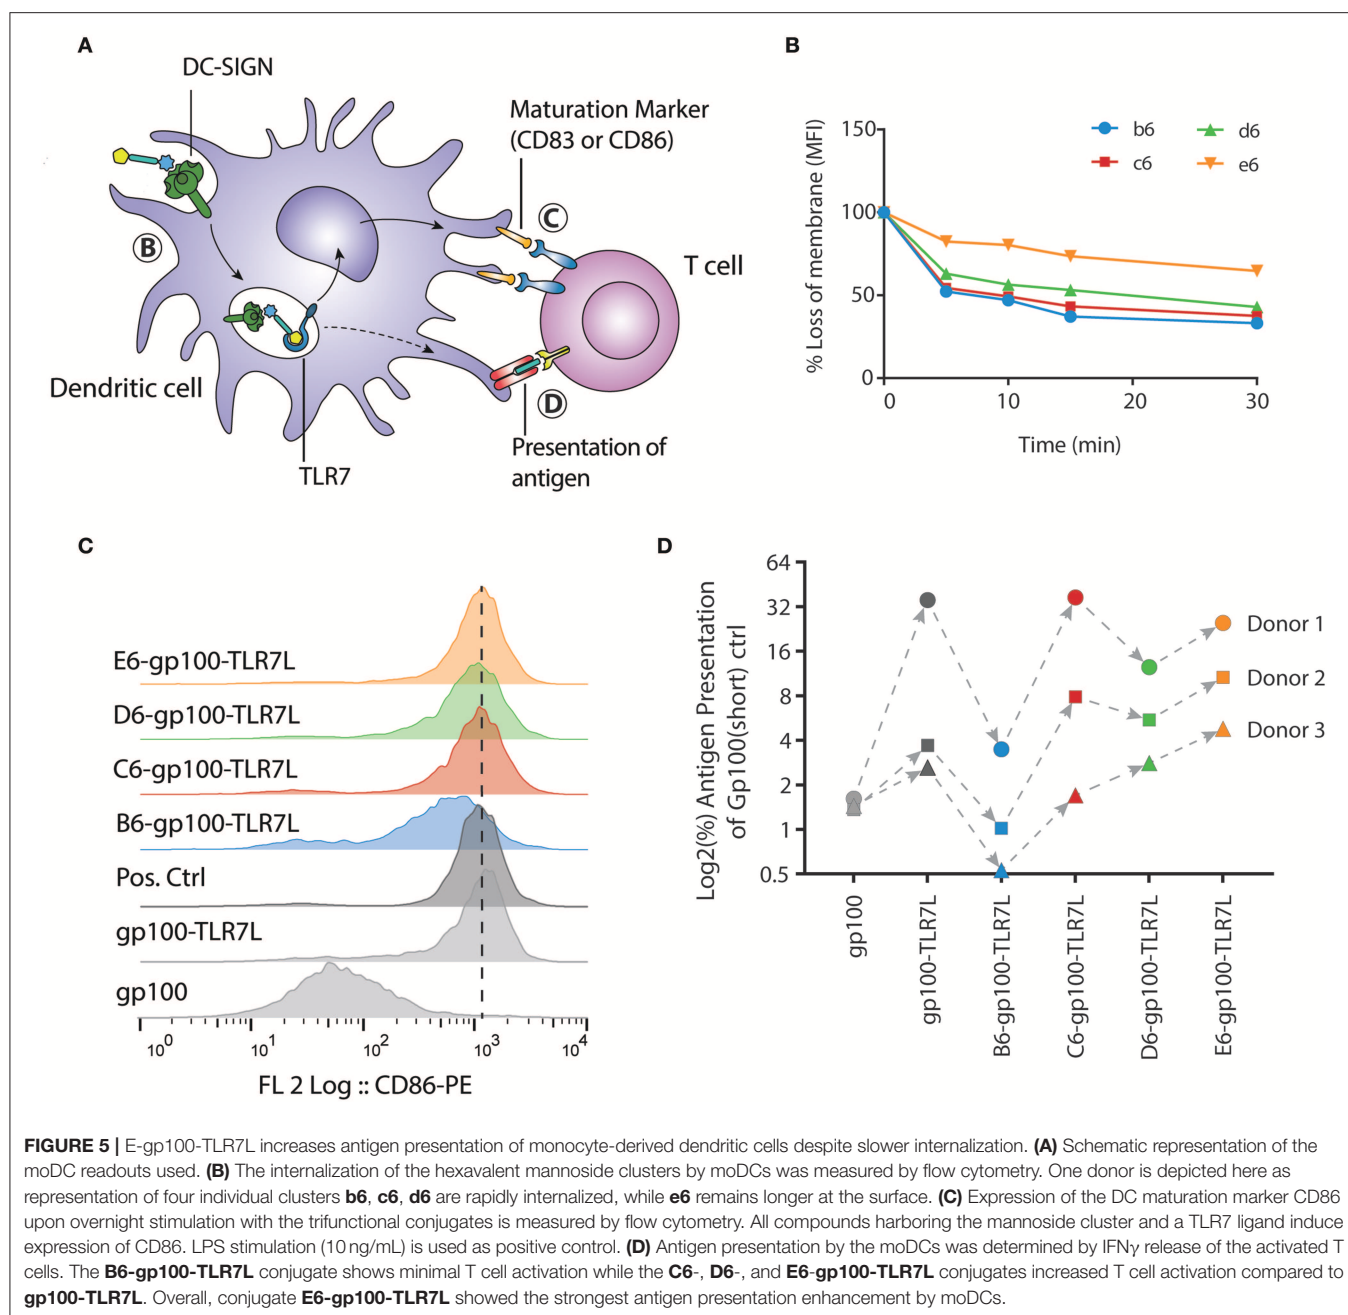 A
DC-SIGN
Maturation Marker
(CD83 or CD86)
B
C
T cell
D
Dendritic cell
TLR7
Presentation of
antigen
B
% Loss of membrane (MFI)
150
100
50
0
0
10
20
30
Time (min)
b6
c6
d6
e6
C
E6-gp100-TLR7L
D6-gp100-TLR7L
C6-gp100-TLR7L
B6-gp100-TLR7L
Pos. Ctrl
gp100-TLR7L
gp100
10^0
10^1
10^2
10^3
10^4
FL 2 Log :: CD86-PE
D
Log2(%) Antigen Presentation
of Gp100(short) ctrl
64
32
16
8
4
2
1
0.5
Donor 1
Donor 2
Donor 3
gp100
gp100-TLR7L
B6-gp100-TLR7L
C6-gp100-TLR7L
D6-gp100-TLR7L
E6-gp100-TLR7L
FIGURE 5 | E-gp100-TLR7L increases antigen presentation of monocyte-derived dendritic cells despite slower internalization. (A) Schematic representation of the
moDC readouts used. (B) The internalization of the hexavalent mannoside clusters by moDCs was measured by flow cytometry. One donor is depicted here as
representation of four individual clusters b6, c6, d6 are rapidly internalized, while e6 remains longer at the surface. (C) Expression of the DC maturation marker CD86
upon overnight stimulation with the trifunctional conjugates is measured by flow cytometry. All compounds harboring the mannoside cluster and a TLR7 ligand induce
expression of CD86. LPS stimulation (10 ng/mL) is used as positive control. (D) Antigen presentation by the moDCs was determined by IFNγ release of the activated T
cells. The B6-gp100-TLR7L conjugate shows minimal T cell activation while the C6-, D6-, and E6-gp100-TLR7L conjugates increased T cell activation compared to
gp100-TLR7L. Overall, conjugate E6-gp100-TLR7L showed the strongest antigen presentation enhancement by moDCs.